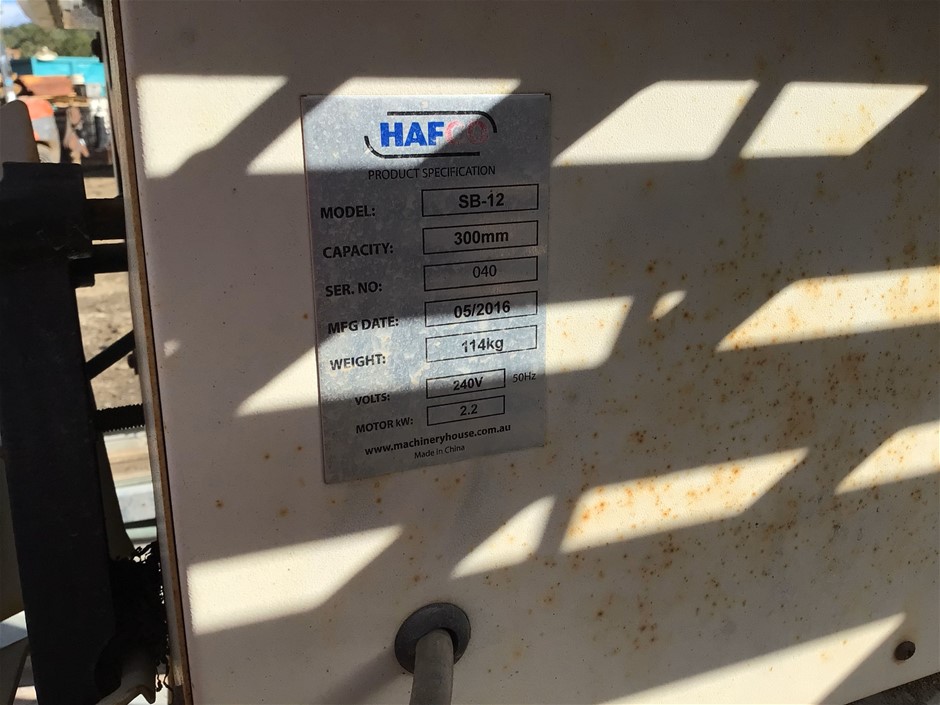 HAFCO
PRODUCT SPECIFICATION
MODEL: SB-12
CAPACITY: 300mm
SER. NO: 040
MFG DATE: 05/2016
WEIGHT: 114kg
VOLTS: 240V 50Hz
MOTOR kW: 2.2
www.machineryhouse.com.au
Made in China